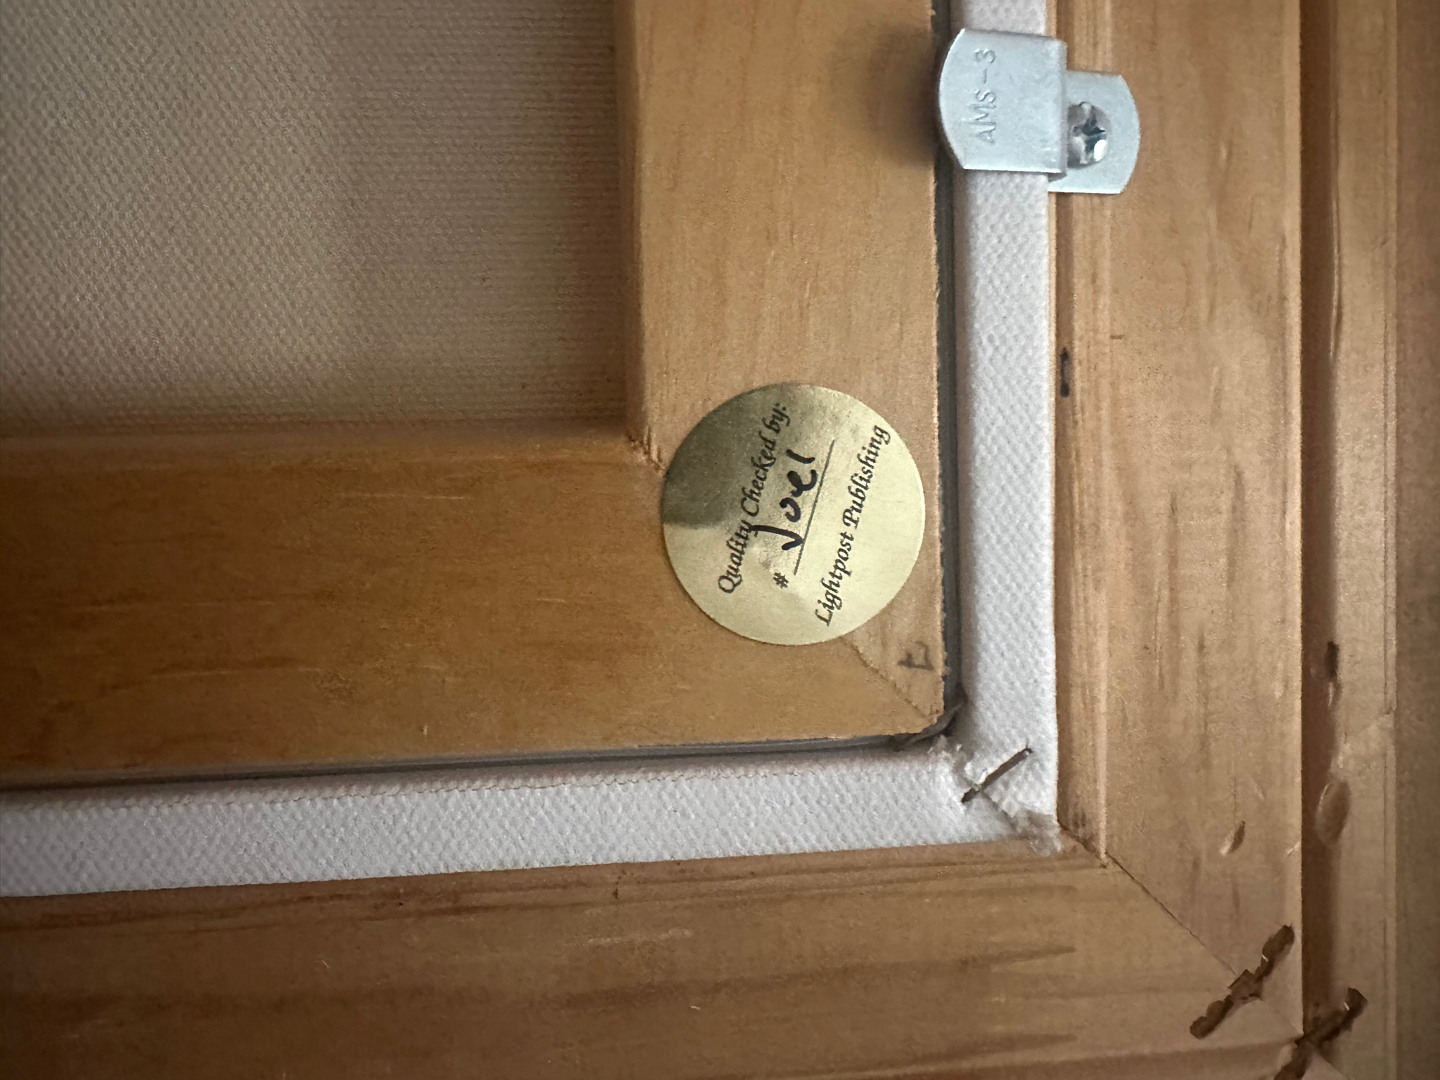 AMS-3
Quality Checked by:
# Joel
Lightpost Publishing